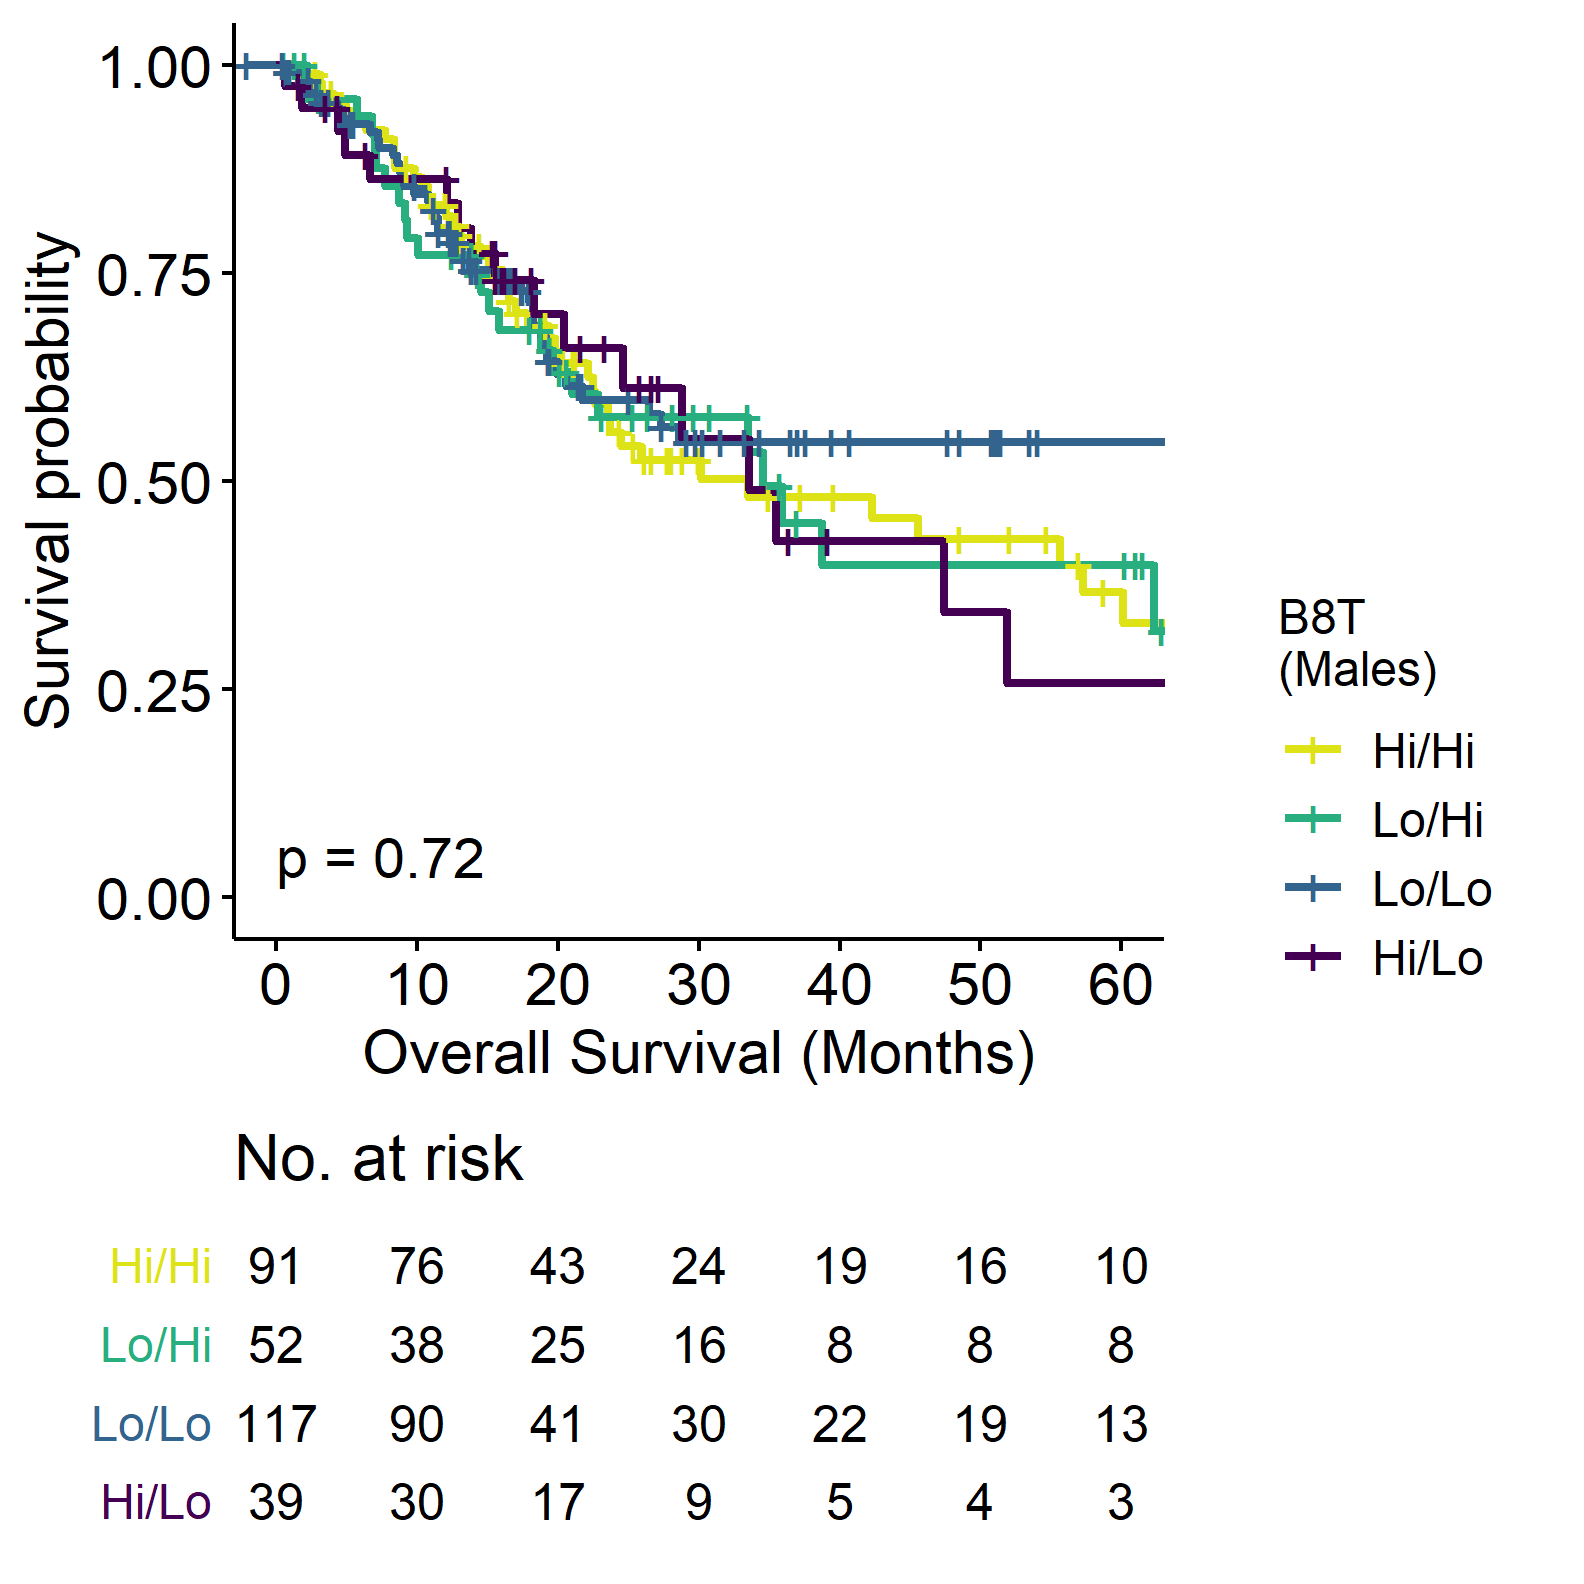 1.00
0.75
0.50
0.25
0.00
Survival probability
p = 0.72
0 10 20 30 40 50 60
Overall Survival (Months)
B8T
(Males)
Hi/Hi
Lo/Hi
Lo/Lo
Hi/Lo
No. at risk
Hi/Hi 91 76 43 24 19 16 10
Lo/Hi 52 38 25 16 8 8 8
Lo/Lo 117 90 41 30 22 19 13
Hi/Lo 39 30 17 9 5 4 3